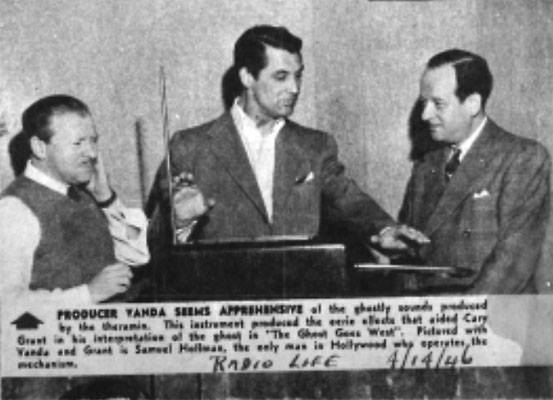 PRODUCER VANDA SEEMS APPREHENSIVE of the ghostly sounds produced
by the theramin. This instrument produced the eerie effects that aided Cary
Grant in his interpretation of the ghost in "The Ghost Goes West". Pictured with
Vanda and Grant is Samuel Hoffman, the only man in Hollywood who operates the
mechanism. RADIO LIFE 4/14/46